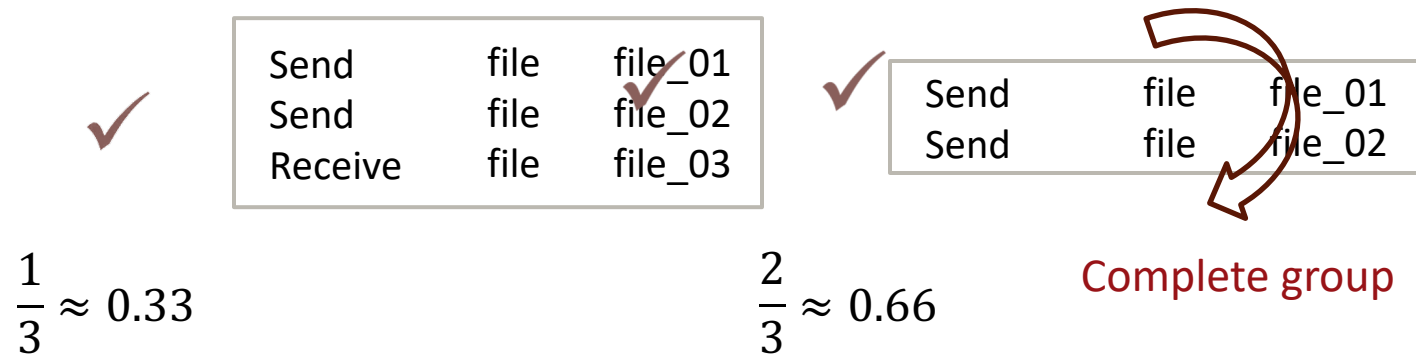 Send file file_01
Send file file_02
Receive file file_03
Send file file_01
Send file file_02
1/3 ≈ 0.33
2/3 ≈ 0.66
Complete group